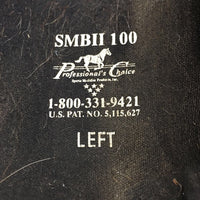 SMBII 100
Professional's Choice
Sports Medicine Products, Inc.
1-800-331-9421
U.S. PAT. NO. 5,115,627
LEFT